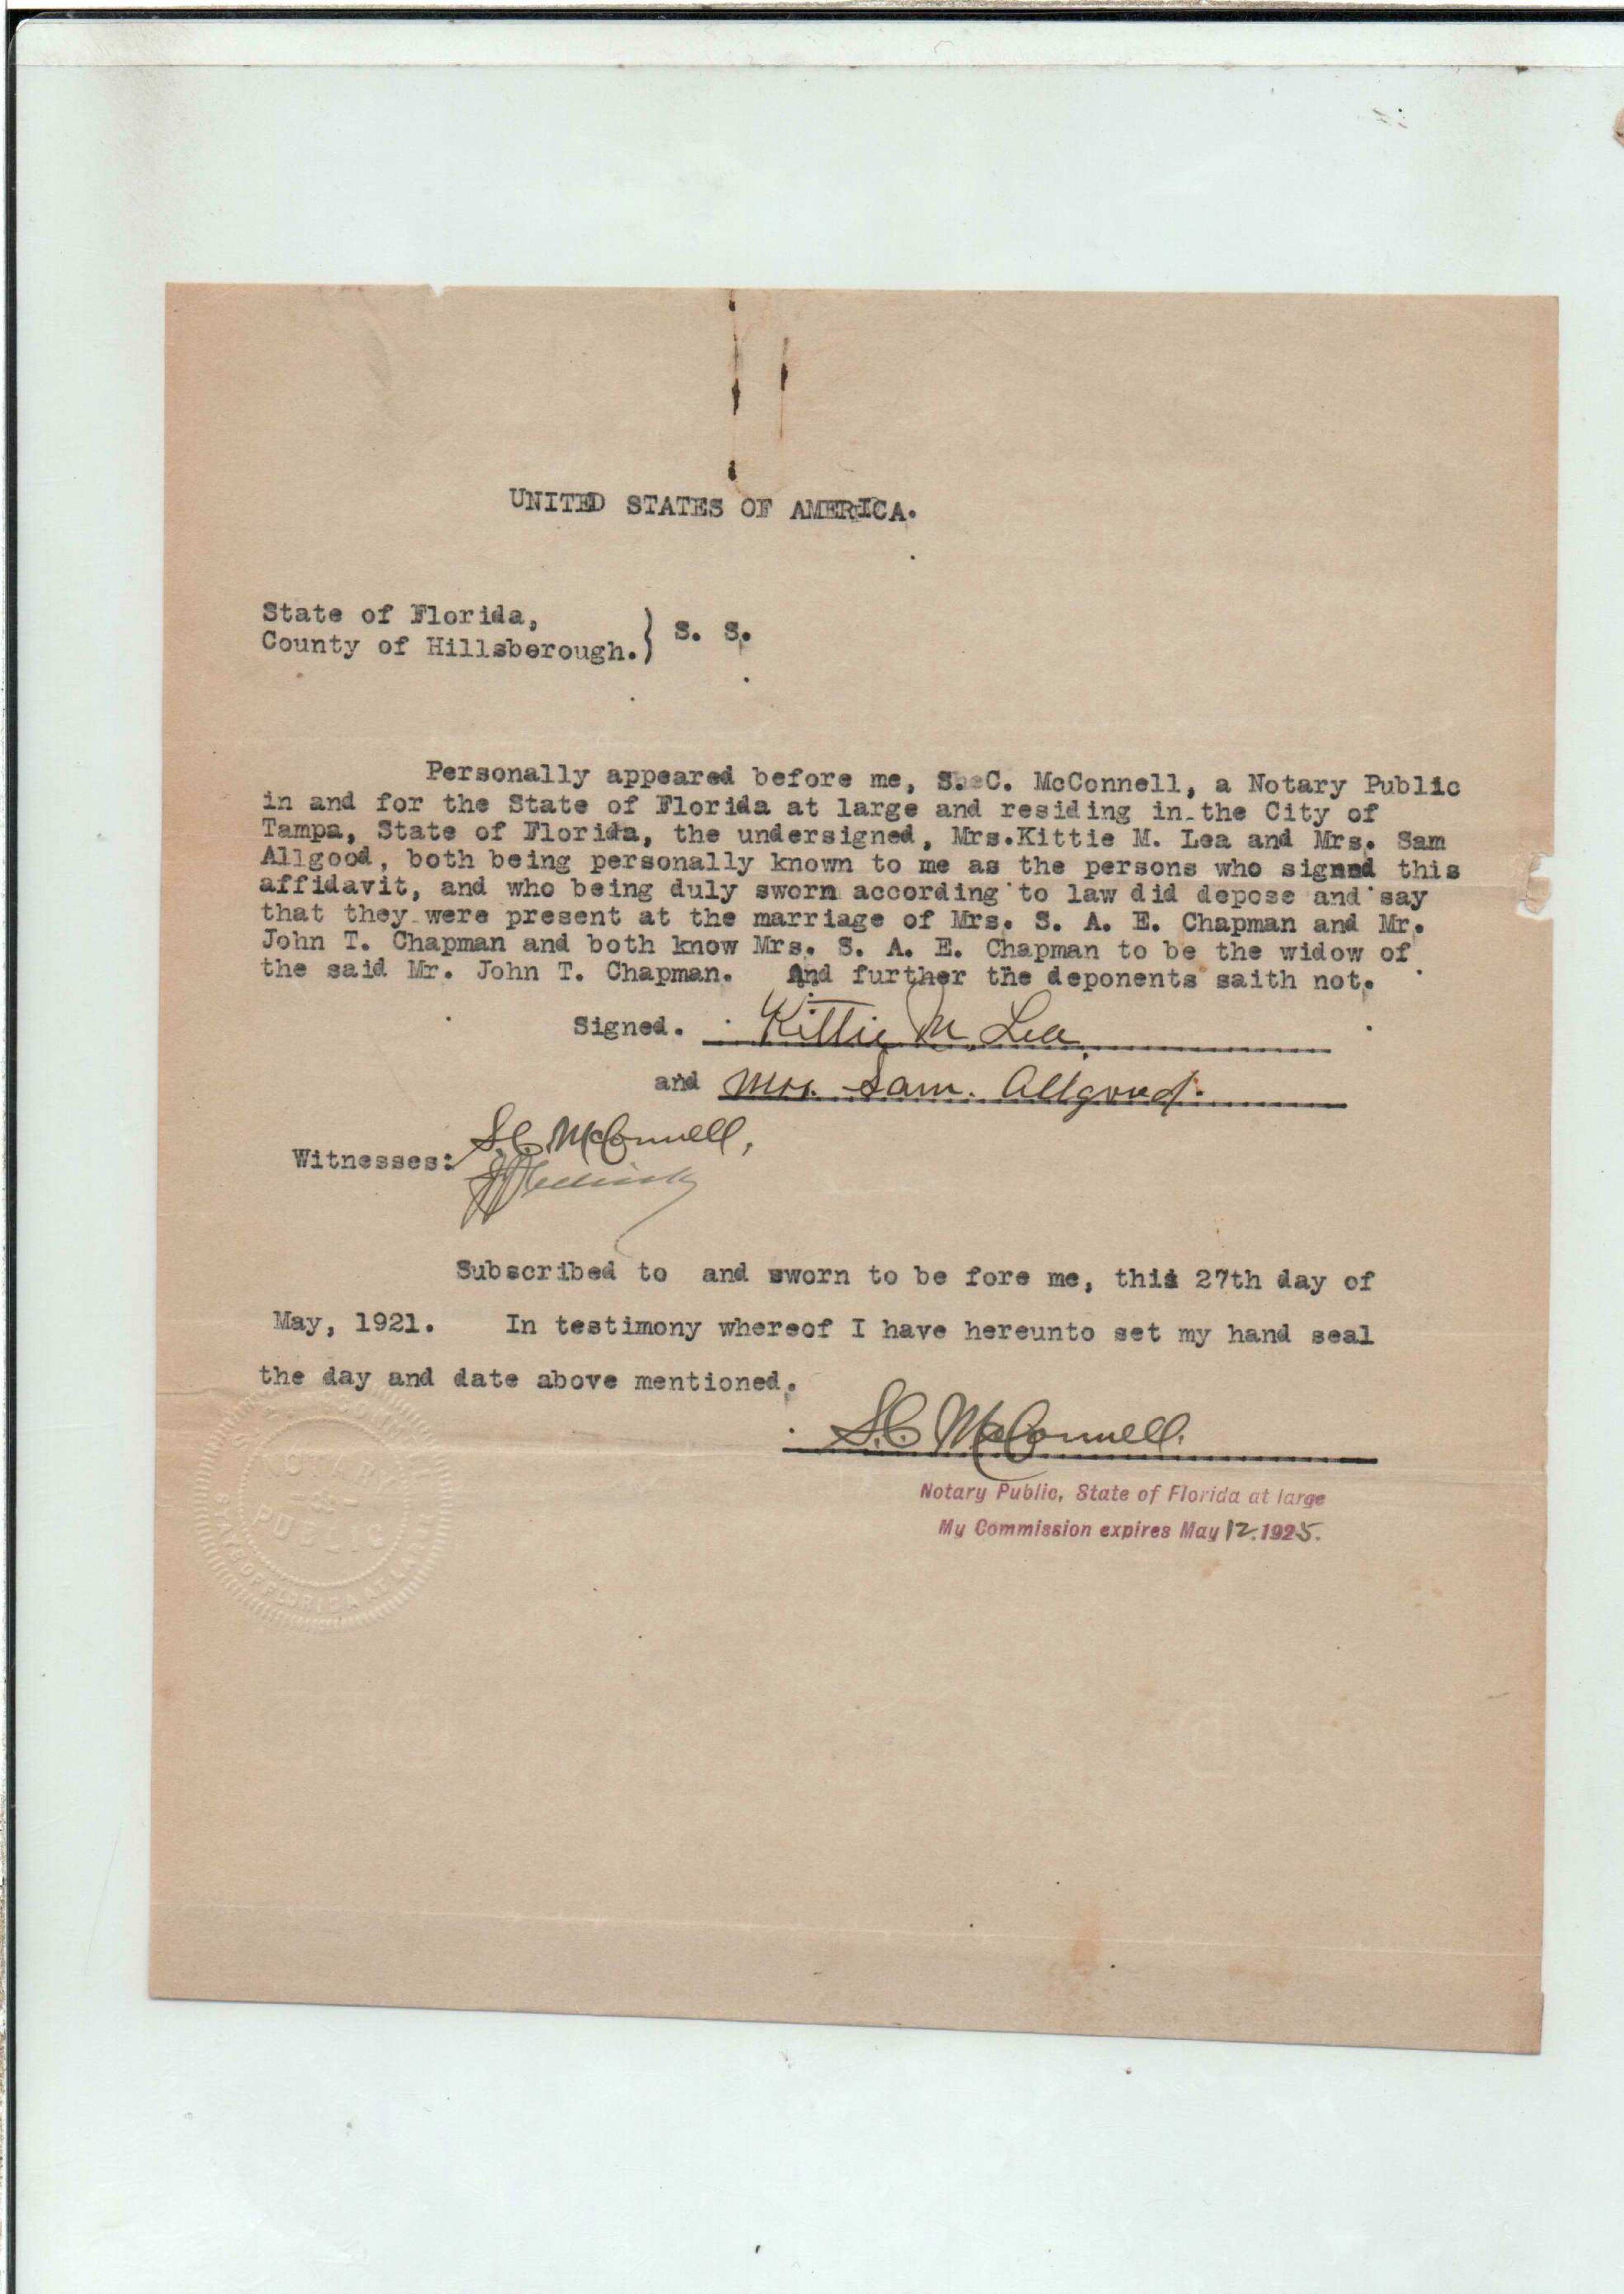 UNITED STATES OF AMERICA.
State of Florida,
County of Hillsborough. } S. S.
Personally appeared before me, S. C. McConnell, a Notary Public
in and for the State of Florida at large and residing in the City of
Tampa, State of Florida, the undersigned, Mrs.Kittie M. Lea and Mrs. Sam
Allgood, both being personally known to me as the persons who signed this
affidavit, and who being duly sworn according to law did depose and say
that they were present at the marriage of Mrs. S. A. E. Chapman and Mr.
John T. Chapman and both know Mrs. S. A. E. Chapman to be the widow of
the said Mr. John T. Chapman. And further the deponents saith not.
Signed. Kittie M. Lea.
and Mrs. Sam. Allgood.
Witnesses: S.C. McConnell,
Subscribed to and sworn to be fore me, this 27th day of
May, 1921. In testimony whereof I have hereunto set my hand seal
the day and date above mentioned.
S.C. McConnell.
Notary Public, State of Florida at large
My Commission expires May 12. 1925.
NOTARY
PUBLIC
STATE OF FLORIDA AT LARGE